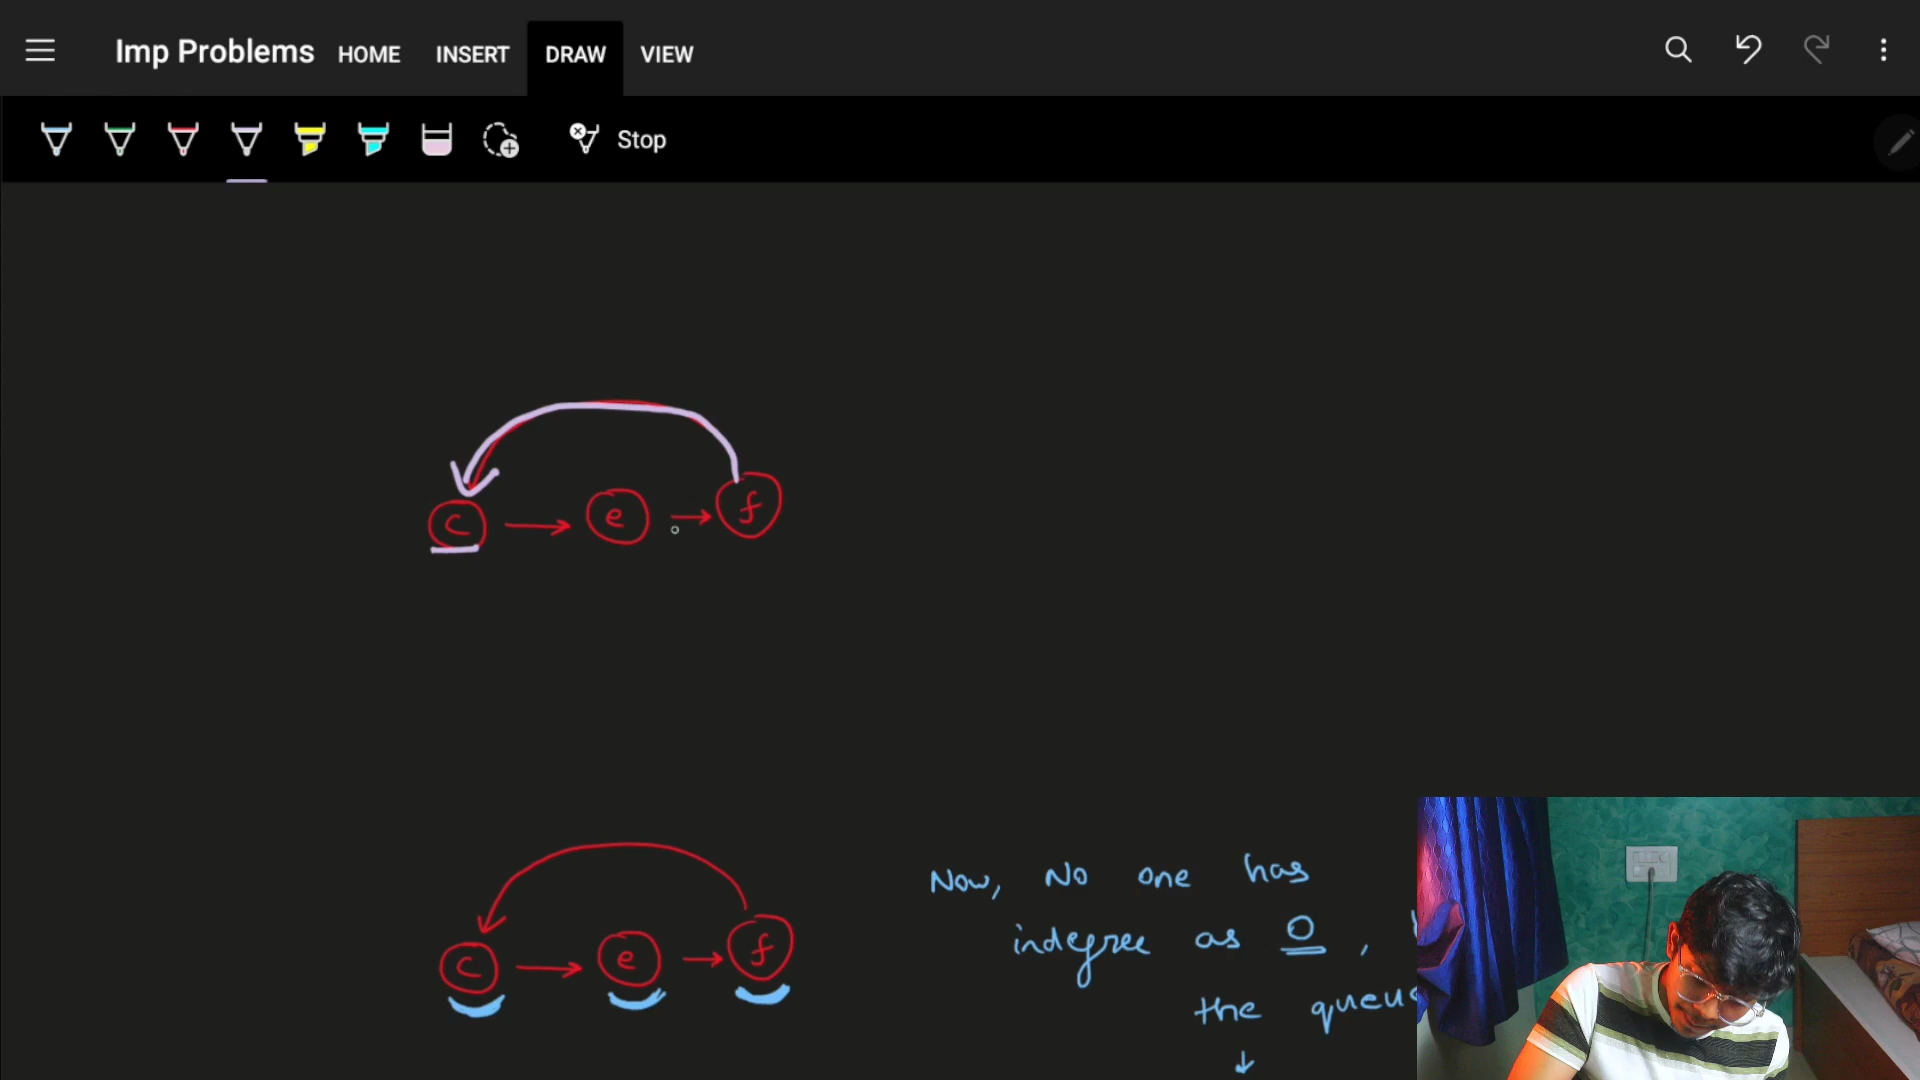 Imp Problems HOME INSERT DRAW VIEW
Stop
c e f
c e f
Now, No one has
indegree as 0,
the